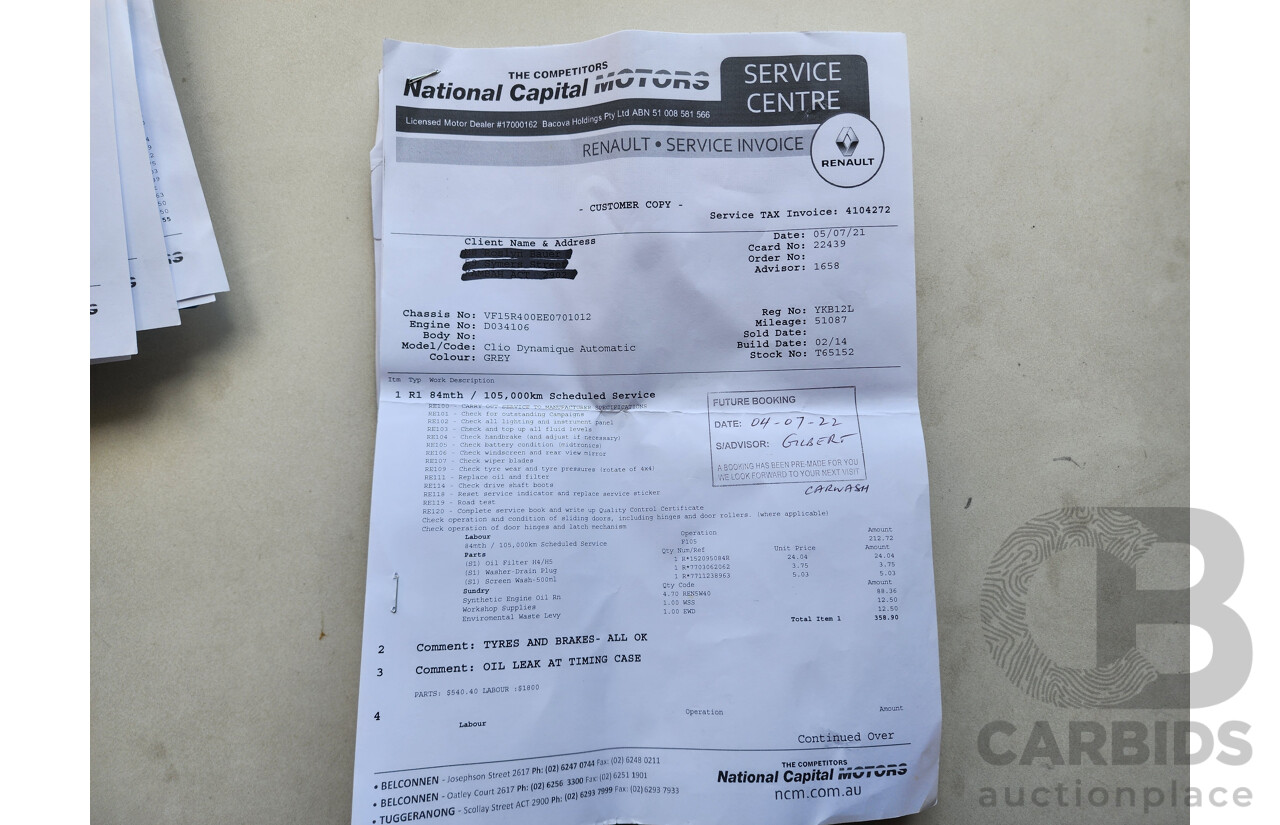 THE COMPETITORS
National Capital MOTORS
SERVICE CENTRE
Licensed Motor Dealer #17000162 Bacova Holdings Pty Ltd ABN 51 008 581 566
RENAULT • SERVICE INVOICE
RENAULT
- CUSTOMER COPY -
Service TAX Invoice: 4104272
Client Name & Address
Date: 05/07/21
Ccard No: 22439
Order No:
Advisor: 1658
Chassis No: VF15R400EE0701012
Engine No: D034106
Body No:
Model/Code: Clio Dynamique Automatic
Colour: GREY
Reg No: YKB12L
Mileage: 51087
Sold Date:
Build Date: 02/14
Stock No: T65152
Itm Typ Work Description
1 R1 84mth / 105,000km Scheduled Service
RE100 - CARRY OUT SERVICE TO MANUFACTURER SPECIFICATIONS
RE101 - Check for outstanding Campaigns
RE102 - Check all lighting and instrument panel
RE103 - Check and top up all fluid levels
RE104 - Check handbrake (and adjust if necessary)
RE105 - Check battery condition (midtronics)
RE106 - Check windscreen and rear view mirror
RE107 - Check wiper blades
RE109 - Check tyre wear and tyre pressures (rotate of 4x4)
RE111 - Replace oil and filter
RE114 - Check drive shaft boots
RE118 - Reset service indicator and replace service sticker
RE119 - Road test
RE120 - Complete service book and write up Quality Control Certificate
Check operation and condition of sliding doors, including hinges and door rollers. (where applicable)
Check operation of door hinges and latch mechanism
FUTURE BOOKING
DATE: 04-07-22
S/ADVISOR: GILBERT
A BOOKING HAS BEEN PRE-MADE FOR YOU
WE LOOK FORWARD TO YOUR NEXT VISIT
CARWASH
Labour Operation Amount
84mth / 105,000km Scheduled Service F105 212.72
Parts Qty Num/Ref Unit Price Amount
(S1) Oil Filter H4/H5 1 R*152095084R 24.04 24.04
(S1) Washer-Drain Plug 1 R*7703062062 3.75 3.75
(S1) Screen Wash-500ml 1 R*7711238963 5.03 5.03
Sundry Qty Code Amount
Synthetic Engine Oil Rn 4.70 REN5W40 88.36
Workshop Supplies 1.00 WSS 12.50
Enviromental Waste Levy 1.00 EWD 12.50
Total Item 1 358.90
2 Comment: TYRES AND BRAKES- ALL OK
3 Comment: OIL LEAK AT TIMING CASE
PARTS: $540.40 LABOUR :$1800
4 Labour Operation Amount
Continued Over
• BELCONNEN - Josephson Street 2617 Ph: (02) 6247 0744 Fax: (02) 6248 0211
• BELCONNEN - Oatley Court 2617 Ph: (02) 6256 3300 Fax: (02) 6251 1901
• TUGGERANONG - Scollay Street ACT 2900 Ph: (02) 6293 7999 Fax: (02) 6293 7933
THE COMPETITORS
National Capital MOTORS
ncm.com.au
CB
CARBIDS
auctionplace